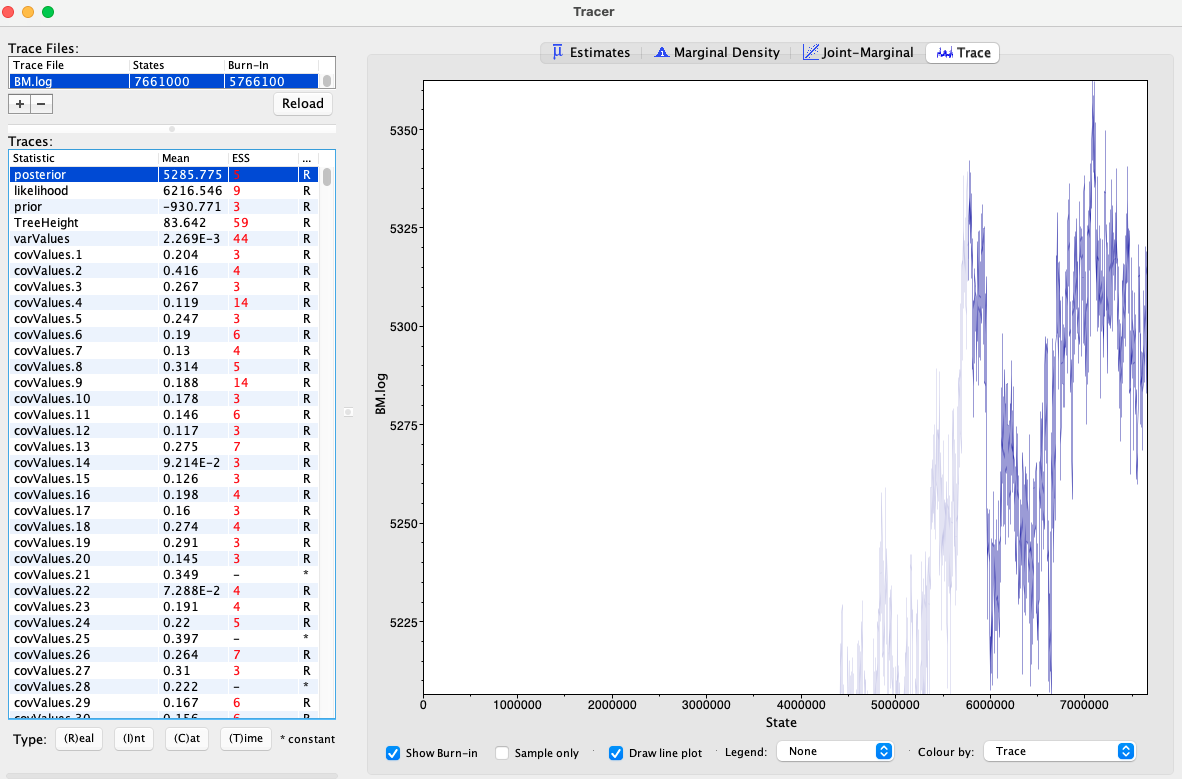 Tracer
Trace Files:
Trace File States Burn-In
BM.log 7661000 5766100
+ − Reload
Traces:
Statistic Mean ESS ...
posterior 5285.775 5 R
likelihood 6216.546 9 R
prior -930.771 3 R
TreeHeight 83.642 59 R
varValues 2.269E-3 44 R
covValues.1 0.204 3 R
covValues.2 0.416 4 R
covValues.3 0.267 3 R
covValues.4 0.119 14 R
covValues.5 0.247 3 R
covValues.6 0.19 6 R
covValues.7 0.13 4 R
covValues.8 0.314 5 R
covValues.9 0.188 14 R
covValues.10 0.178 3 R
covValues.11 0.146 6 R
covValues.12 0.117 3 R
covValues.13 0.275 7 R
covValues.14 9.214E-2 3 R
covValues.15 0.126 3 R
covValues.16 0.198 4 R
covValues.17 0.16 3 R
covValues.18 0.274 4 R
covValues.19 0.291 3 R
covValues.20 0.145 3 R
covValues.21 0.349 - *
covValues.22 7.288E-2 4 R
covValues.23 0.191 4 R
covValues.24 0.22 5 R
covValues.25 0.397 - *
covValues.26 0.264 7 R
covValues.27 0.31 3 R
covValues.28 0.222 - *
covValues.29 0.167 6 R
covValues.30 0.156 6 R
Type: (R)eal (I)nt (C)at (T)ime * constant
Estimates Marginal Density Joint-Marginal Trace
5350
5325
5300
5275
5250
5225
BM.log
0 1000000 2000000 3000000 4000000 5000000 6000000 7000000
State
Show Burn-in Sample only Draw line plot Legend: None Colour by: Trace